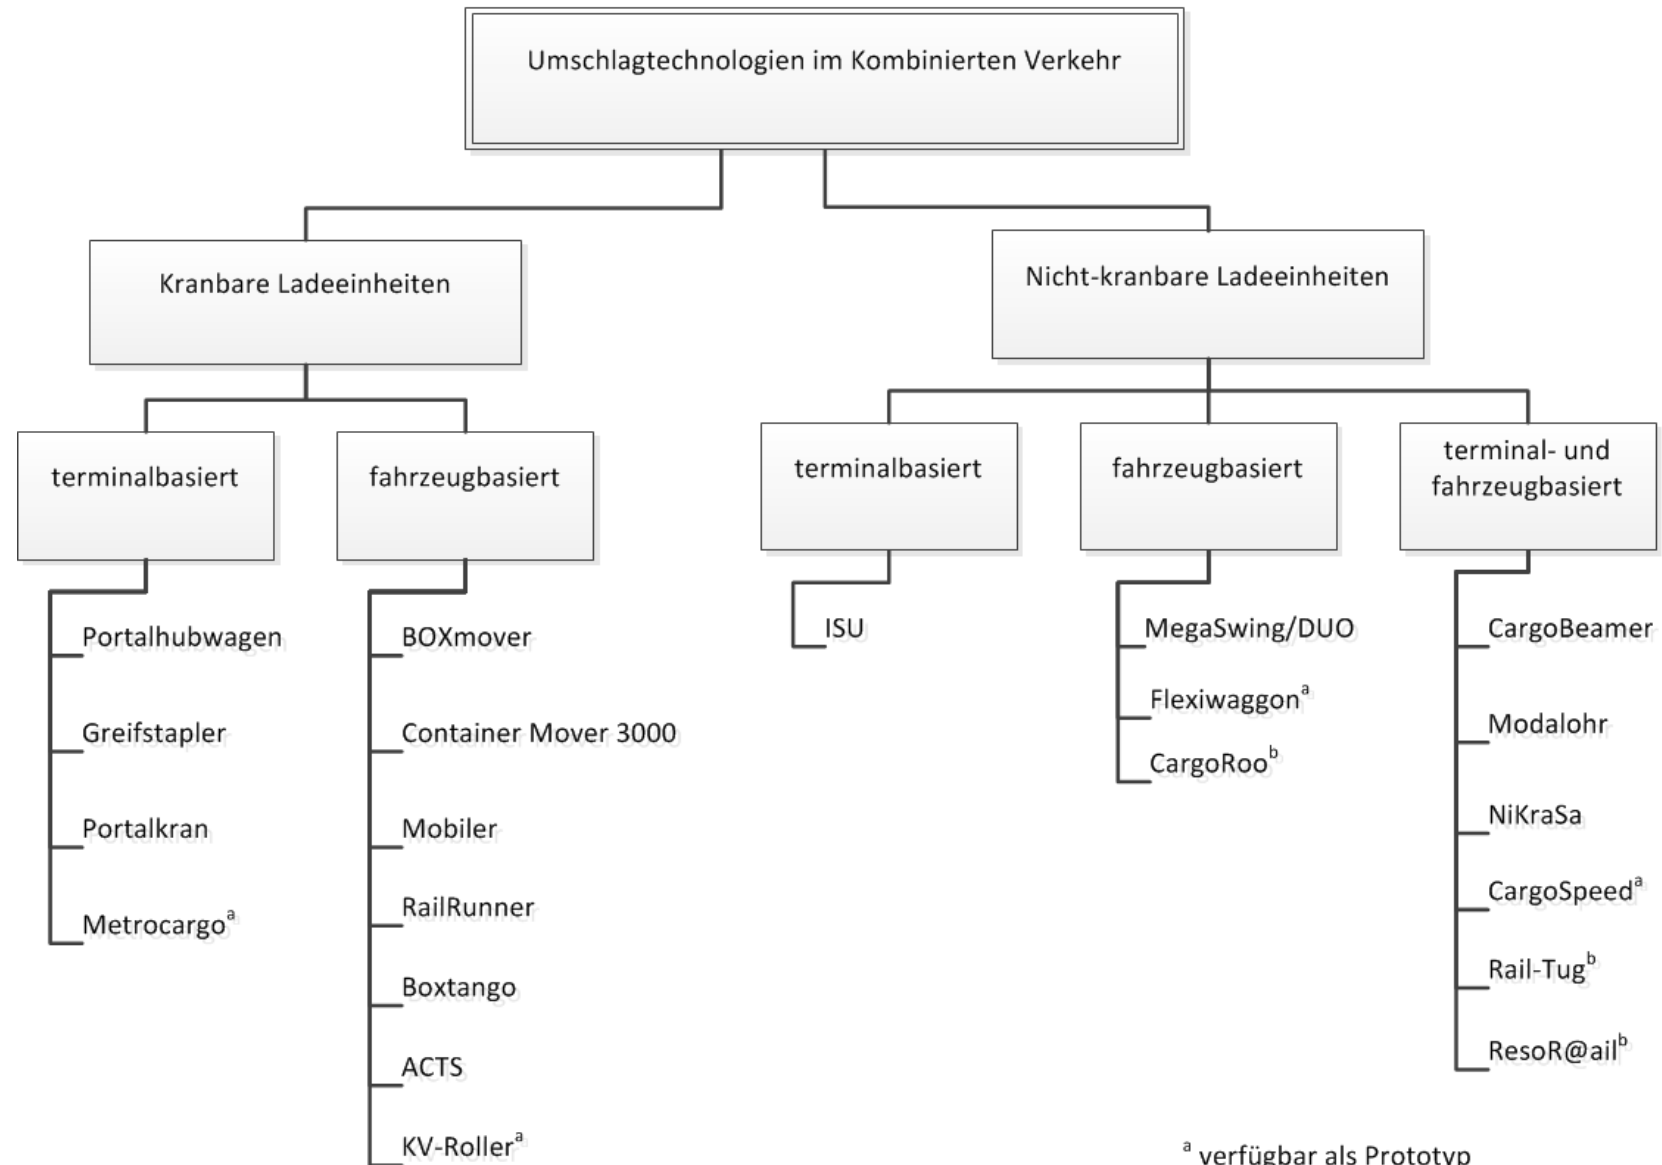 Umschlagtechnologien im Kombinierten Verkehr
Kranbare Ladeeinheiten
Nicht-kranbare Ladeeinheiten
terminalbasiert
fahrzeugbasiert
terminalbasiert
fahrzeugbasiert
terminal- und
fahrzeugbasiert
Portalhubwagen
Greifstapler
Portalkran
Metrocargoᵃ
BOXmover
Container Mover 3000
Mobiler
RailRunner
Boxtango
ACTS
KV-Rollerᵃ
ISU
MegaSwing/DUO
Flexiwaggonᵃ
CargoRooᵇ
CargoBeamer
Modalohr
NiKraSa
CargoSpeedᵃ
Rail-Tugᵇ
ResoR@ailᵇ
ᵃ verfügbar als Prototyp